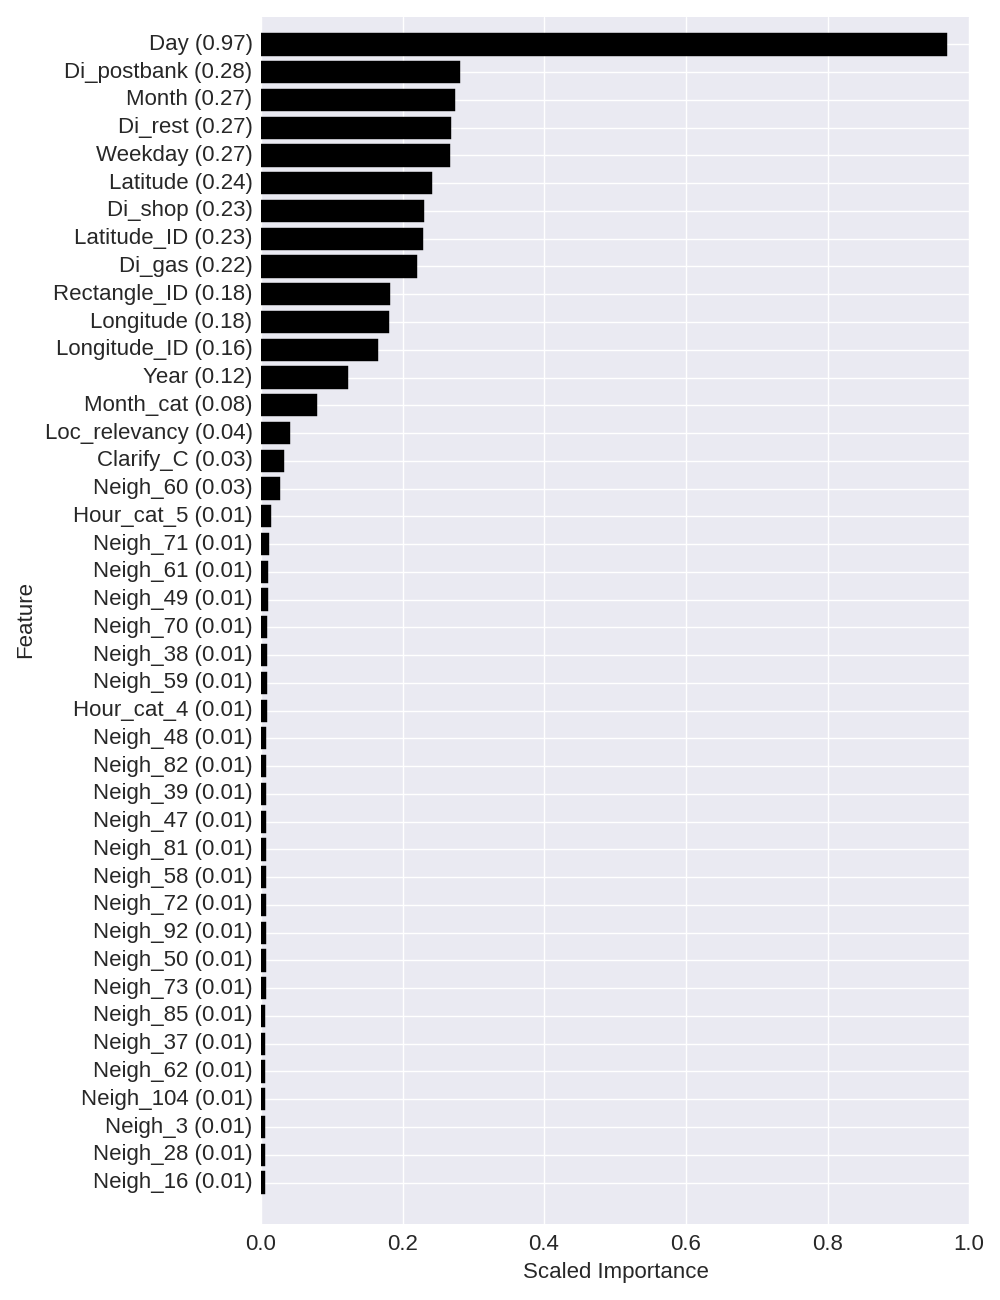 Day (0.97)
Di_postbank (0.28)
Month (0.27)
Di_rest (0.27)
Weekday (0.27)
Latitude (0.24)
Di_shop (0.23)
Latitude_ID (0.23)
Di_gas (0.22)
Rectangle_ID (0.18)
Longitude (0.18)
Longitude_ID (0.16)
Year (0.12)
Month_cat (0.08)
Loc_relevancy (0.04)
Clarify_C (0.03)
Neigh_60 (0.03)
Hour_cat_5 (0.01)
Neigh_71 (0.01)
Neigh_61 (0.01)
Neigh_49 (0.01)
Neigh_70 (0.01)
Neigh_38 (0.01)
Neigh_59 (0.01)
Hour_cat_4 (0.01)
Neigh_48 (0.01)
Neigh_82 (0.01)
Neigh_39 (0.01)
Neigh_47 (0.01)
Neigh_81 (0.01)
Neigh_58 (0.01)
Neigh_72 (0.01)
Neigh_92 (0.01)
Neigh_50 (0.01)
Neigh_73 (0.01)
Neigh_85 (0.01)
Neigh_37 (0.01)
Neigh_62 (0.01)
Neigh_104 (0.01)
Neigh_3 (0.01)
Neigh_28 (0.01)
Neigh_16 (0.01)
Feature
0.0 0.2 0.4 0.6 0.8 1.0
Scaled Importance